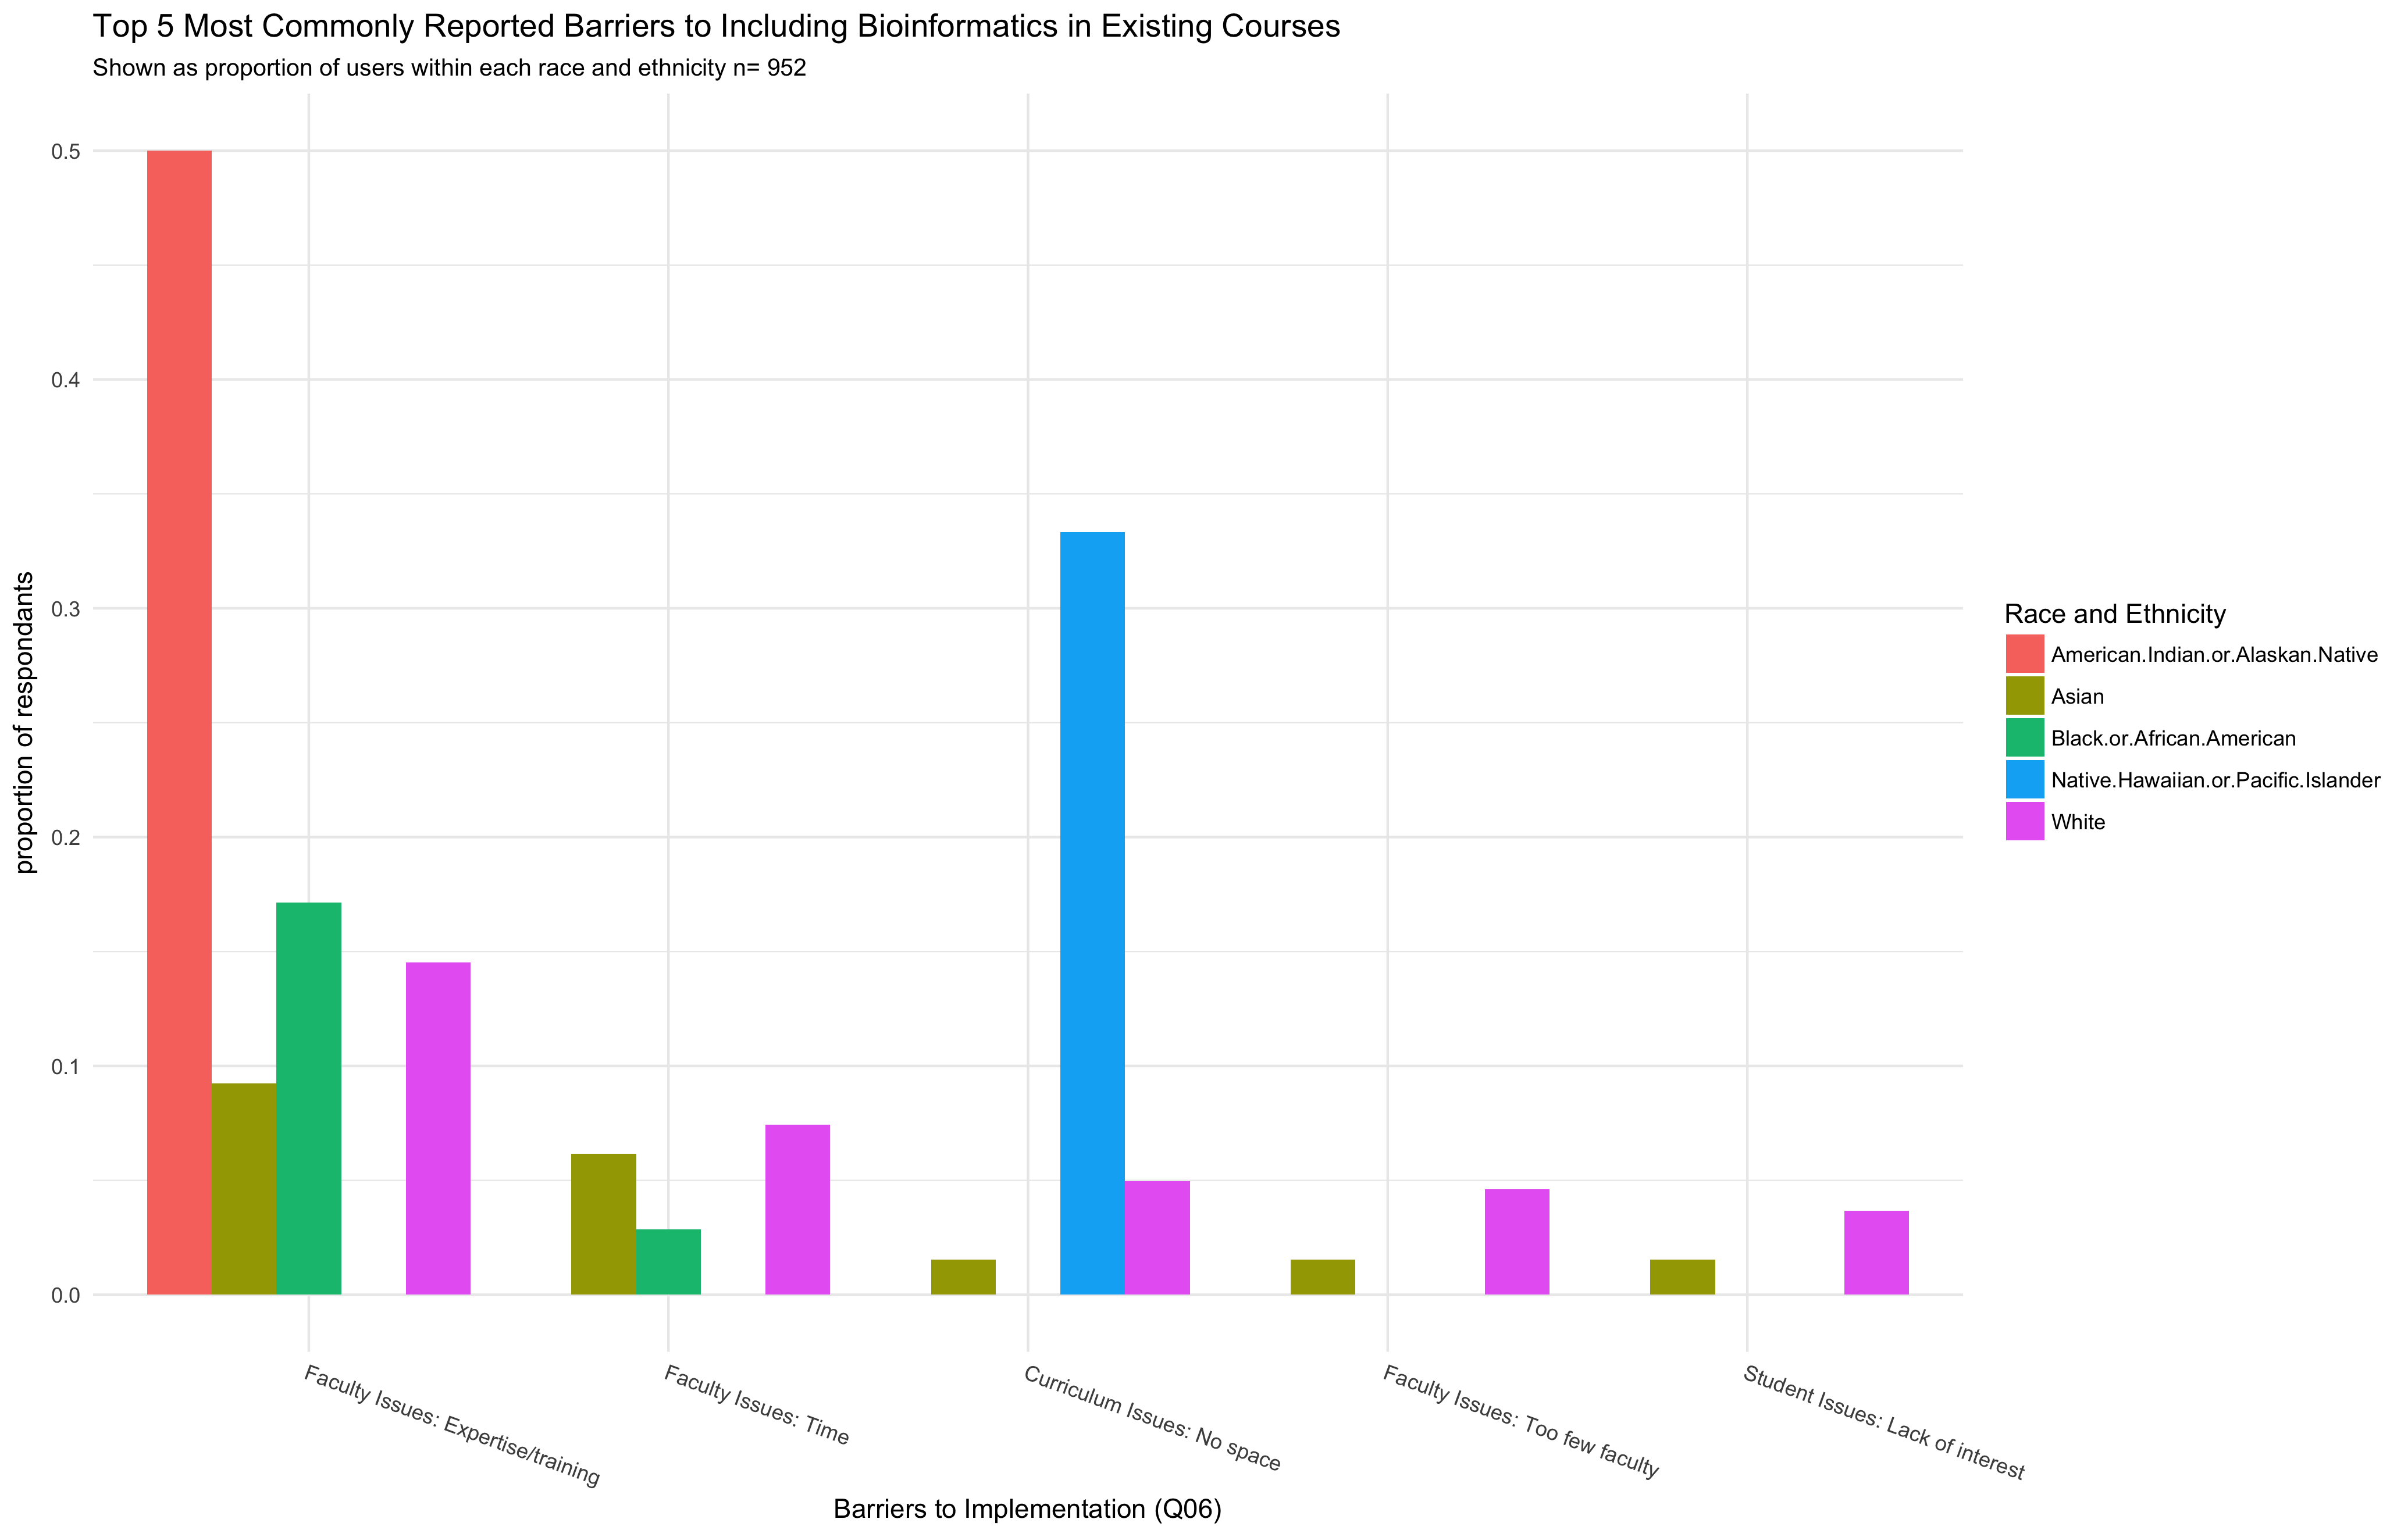 Top 5 Most Commonly Reported Barriers to Including Bioinformatics in Existing Courses
Shown as proportion of users within each race and ethnicity n= 952
proportion of respondants
0.5
0.4
0.3
0.2
0.1
0.0
Faculty Issues: Expertise/training
Faculty Issues: Time
Curriculum Issues: No space
Faculty Issues: Too few faculty
Student Issues: Lack of interest
Barriers to Implementation (Q06)
Race and Ethnicity
American.Indian.or.Alaskan.Native
Asian
Black.or.African.American
Native.Hawaiian.or.Pacific.Islander
White